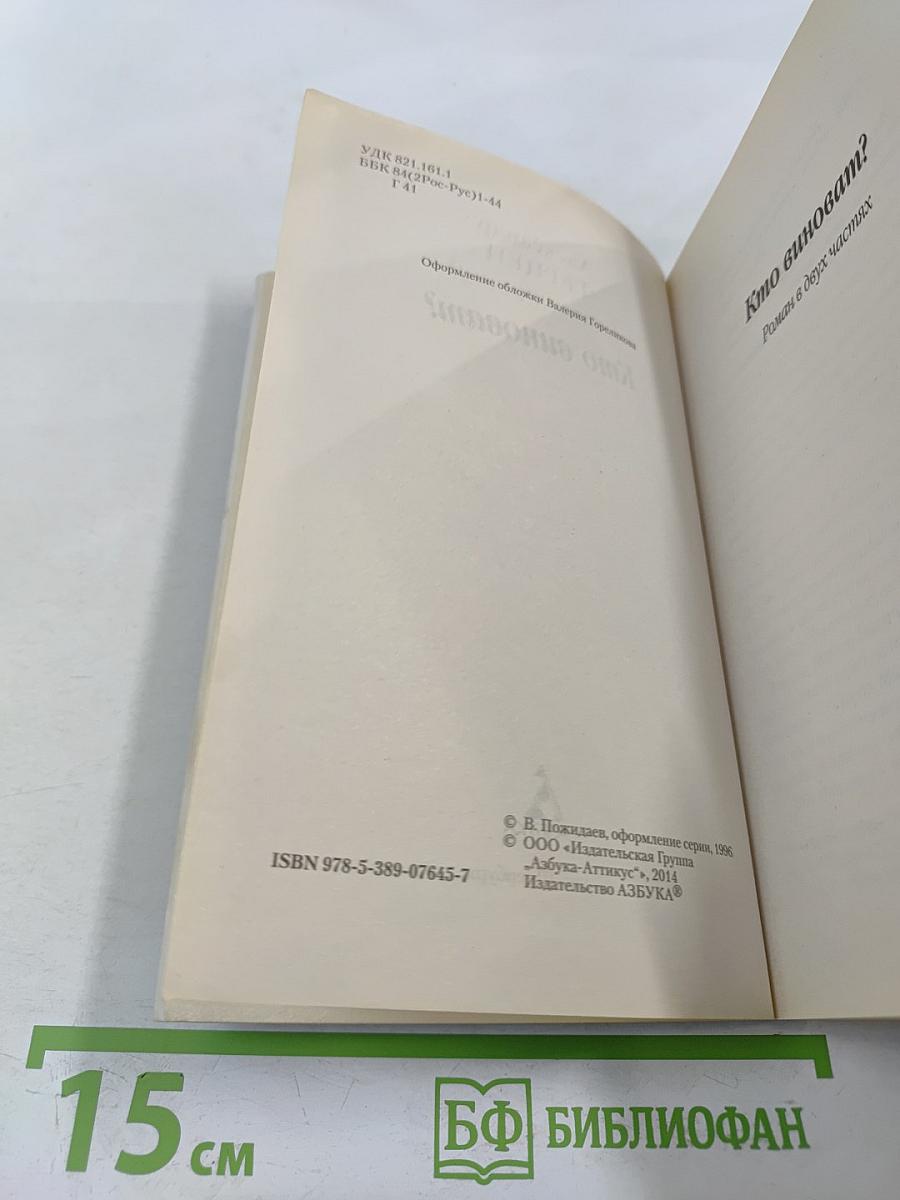 УДК 821.161.1
ББК 84(2Рос-Рус)1-44
Г 41
Оформление обложки Валерия Гореликова
© В. Пожидаев, оформление серии, 1996
© ООО «Издательская Группа
„Азбука-Аттикус“», 2014
Издательство АЗБУКА®
ISBN 978-5-389-07645-7
Кто виноват?
Роман в двух частях
15 см
БФ БИБЛИОФАН